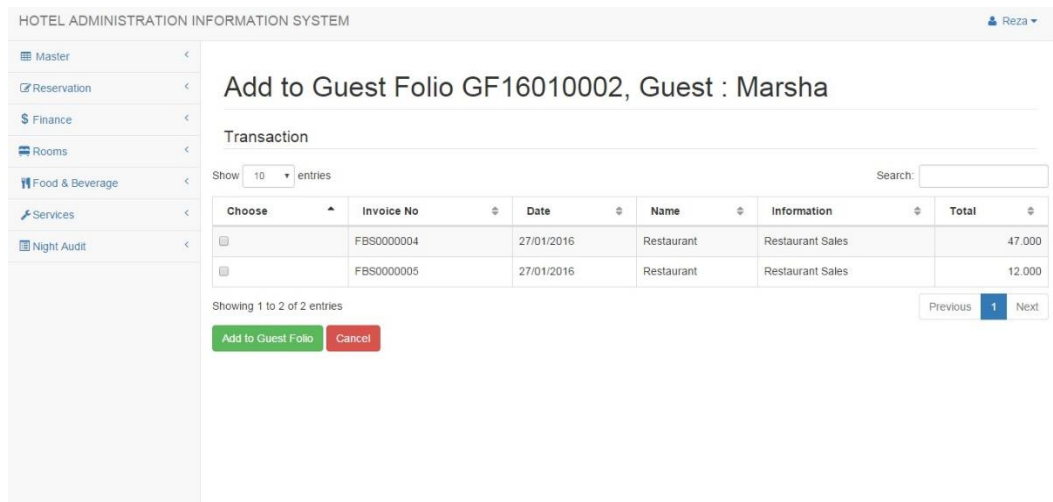 HOTEL ADMINISTRATION INFORMATION SYSTEM
Reza
Master
Reservation
Finance
Rooms
Food & Beverage
Services
Night Audit
Add to Guest Folio GF16010002, Guest : Marsha
Transaction
Show 10 entries Search:
Choose Invoice No Date Name Information Total
FBS0000004 27/01/2016 Restaurant Restaurant Sales 47.000
FBS0000005 27/01/2016 Restaurant Restaurant Sales 12.000
Showing 1 to 2 of 2 entries Previous 1 Next
Add to Guest Folio Cancel